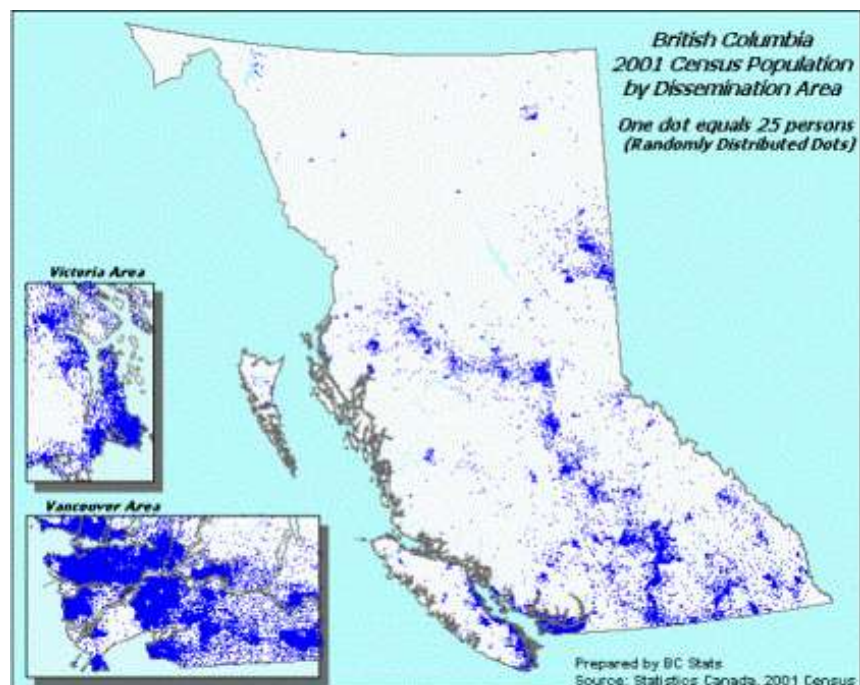 British Columbia
2001 Census Population
by Dissemination Area
One dot equals 25 persons
(Randomly Distributed Dots)
Victoria Area
Vancouver Area
Prepared by BC Stats
Source: Statistics Canada, 2001 Census